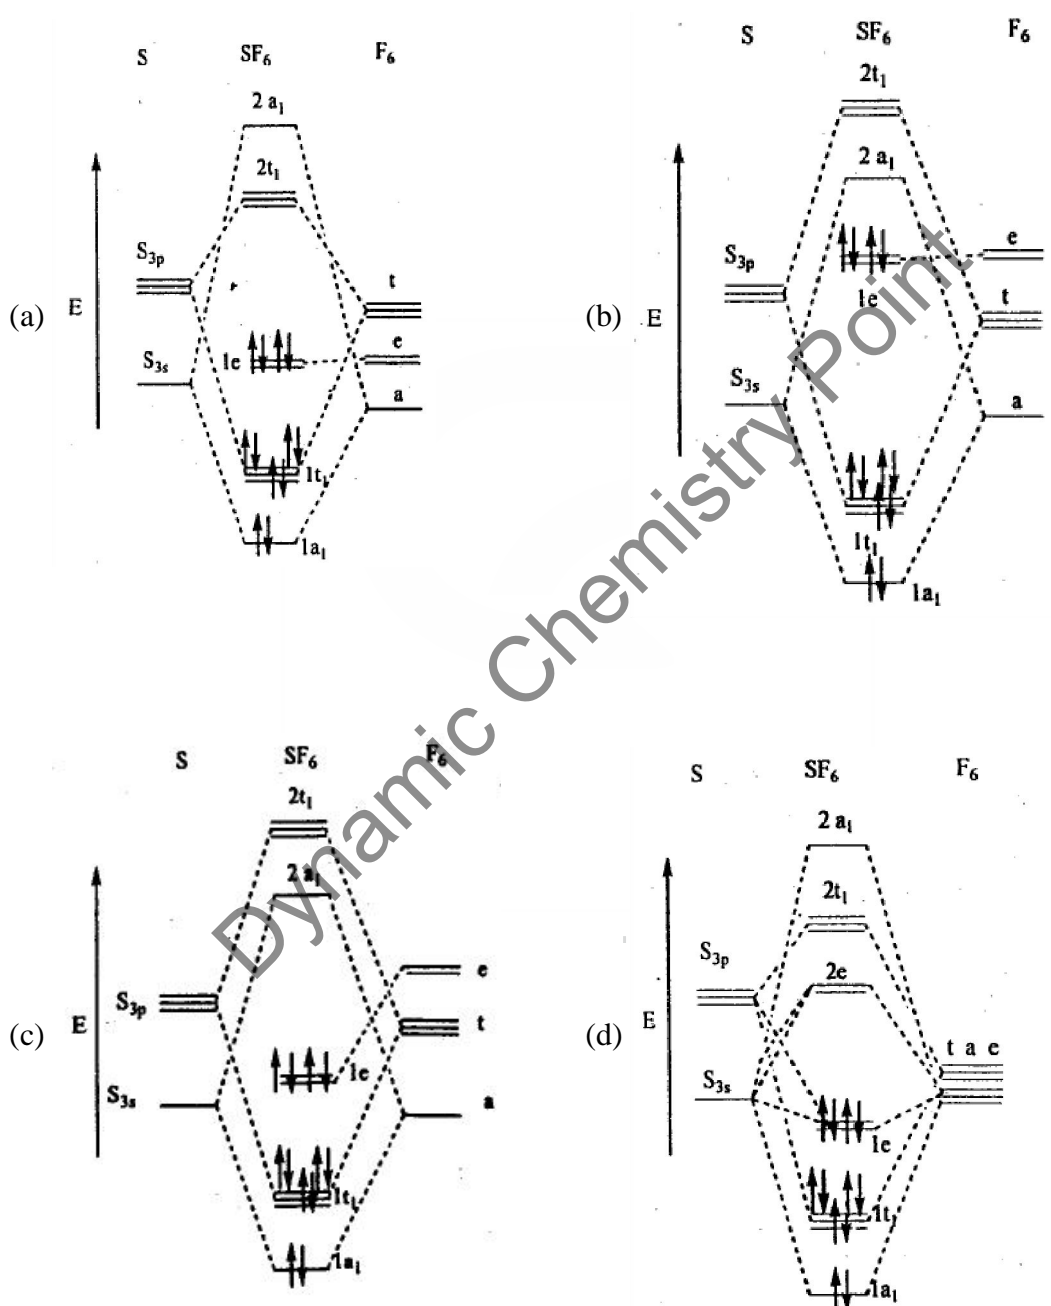 (a)
S SF₆ F₆
2 a₁
2t₁
S₃ₚ
t
E
e
1e
S₃ₛ
a
1t₁
1a₁
(b)
S SF₆ F₆
2t₁
2 a₁
e
S₃ₚ
t
1e
E
S₃ₛ
a
1t₁
1a₁
(c)
S SF₆ F₆
2t₁
2 a₁
e
S₃ₚ
t
E
1e
S₃ₛ
a
1t₁
1a₁
(d)
S SF₆ F₆
2 a₁
2t₁
S₃ₚ
2e
E
t a e
S₃ₛ
1e
1t₁
1a₁
Dynamic Chemistry Point